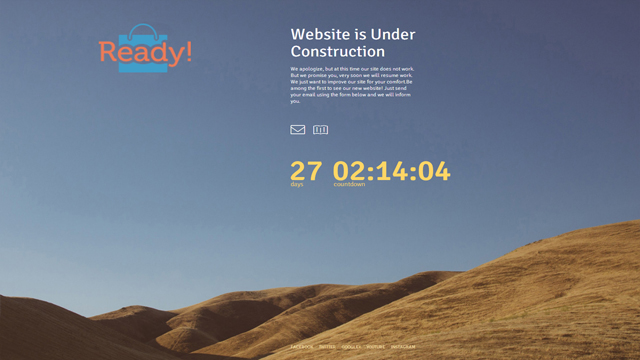 Ready!
Website is Under
Construction
We apologize, but at this time our site does not work.
But we promise you, very soon we will resume work.
We just want to improve our site for your comfort.Be
among the first to see our new website! Just send
your email using the form below and we will inform
you.
27 02:14:04
days countdown
FACEBOOK TWITTER GOOGLE+ INSTAGRAM